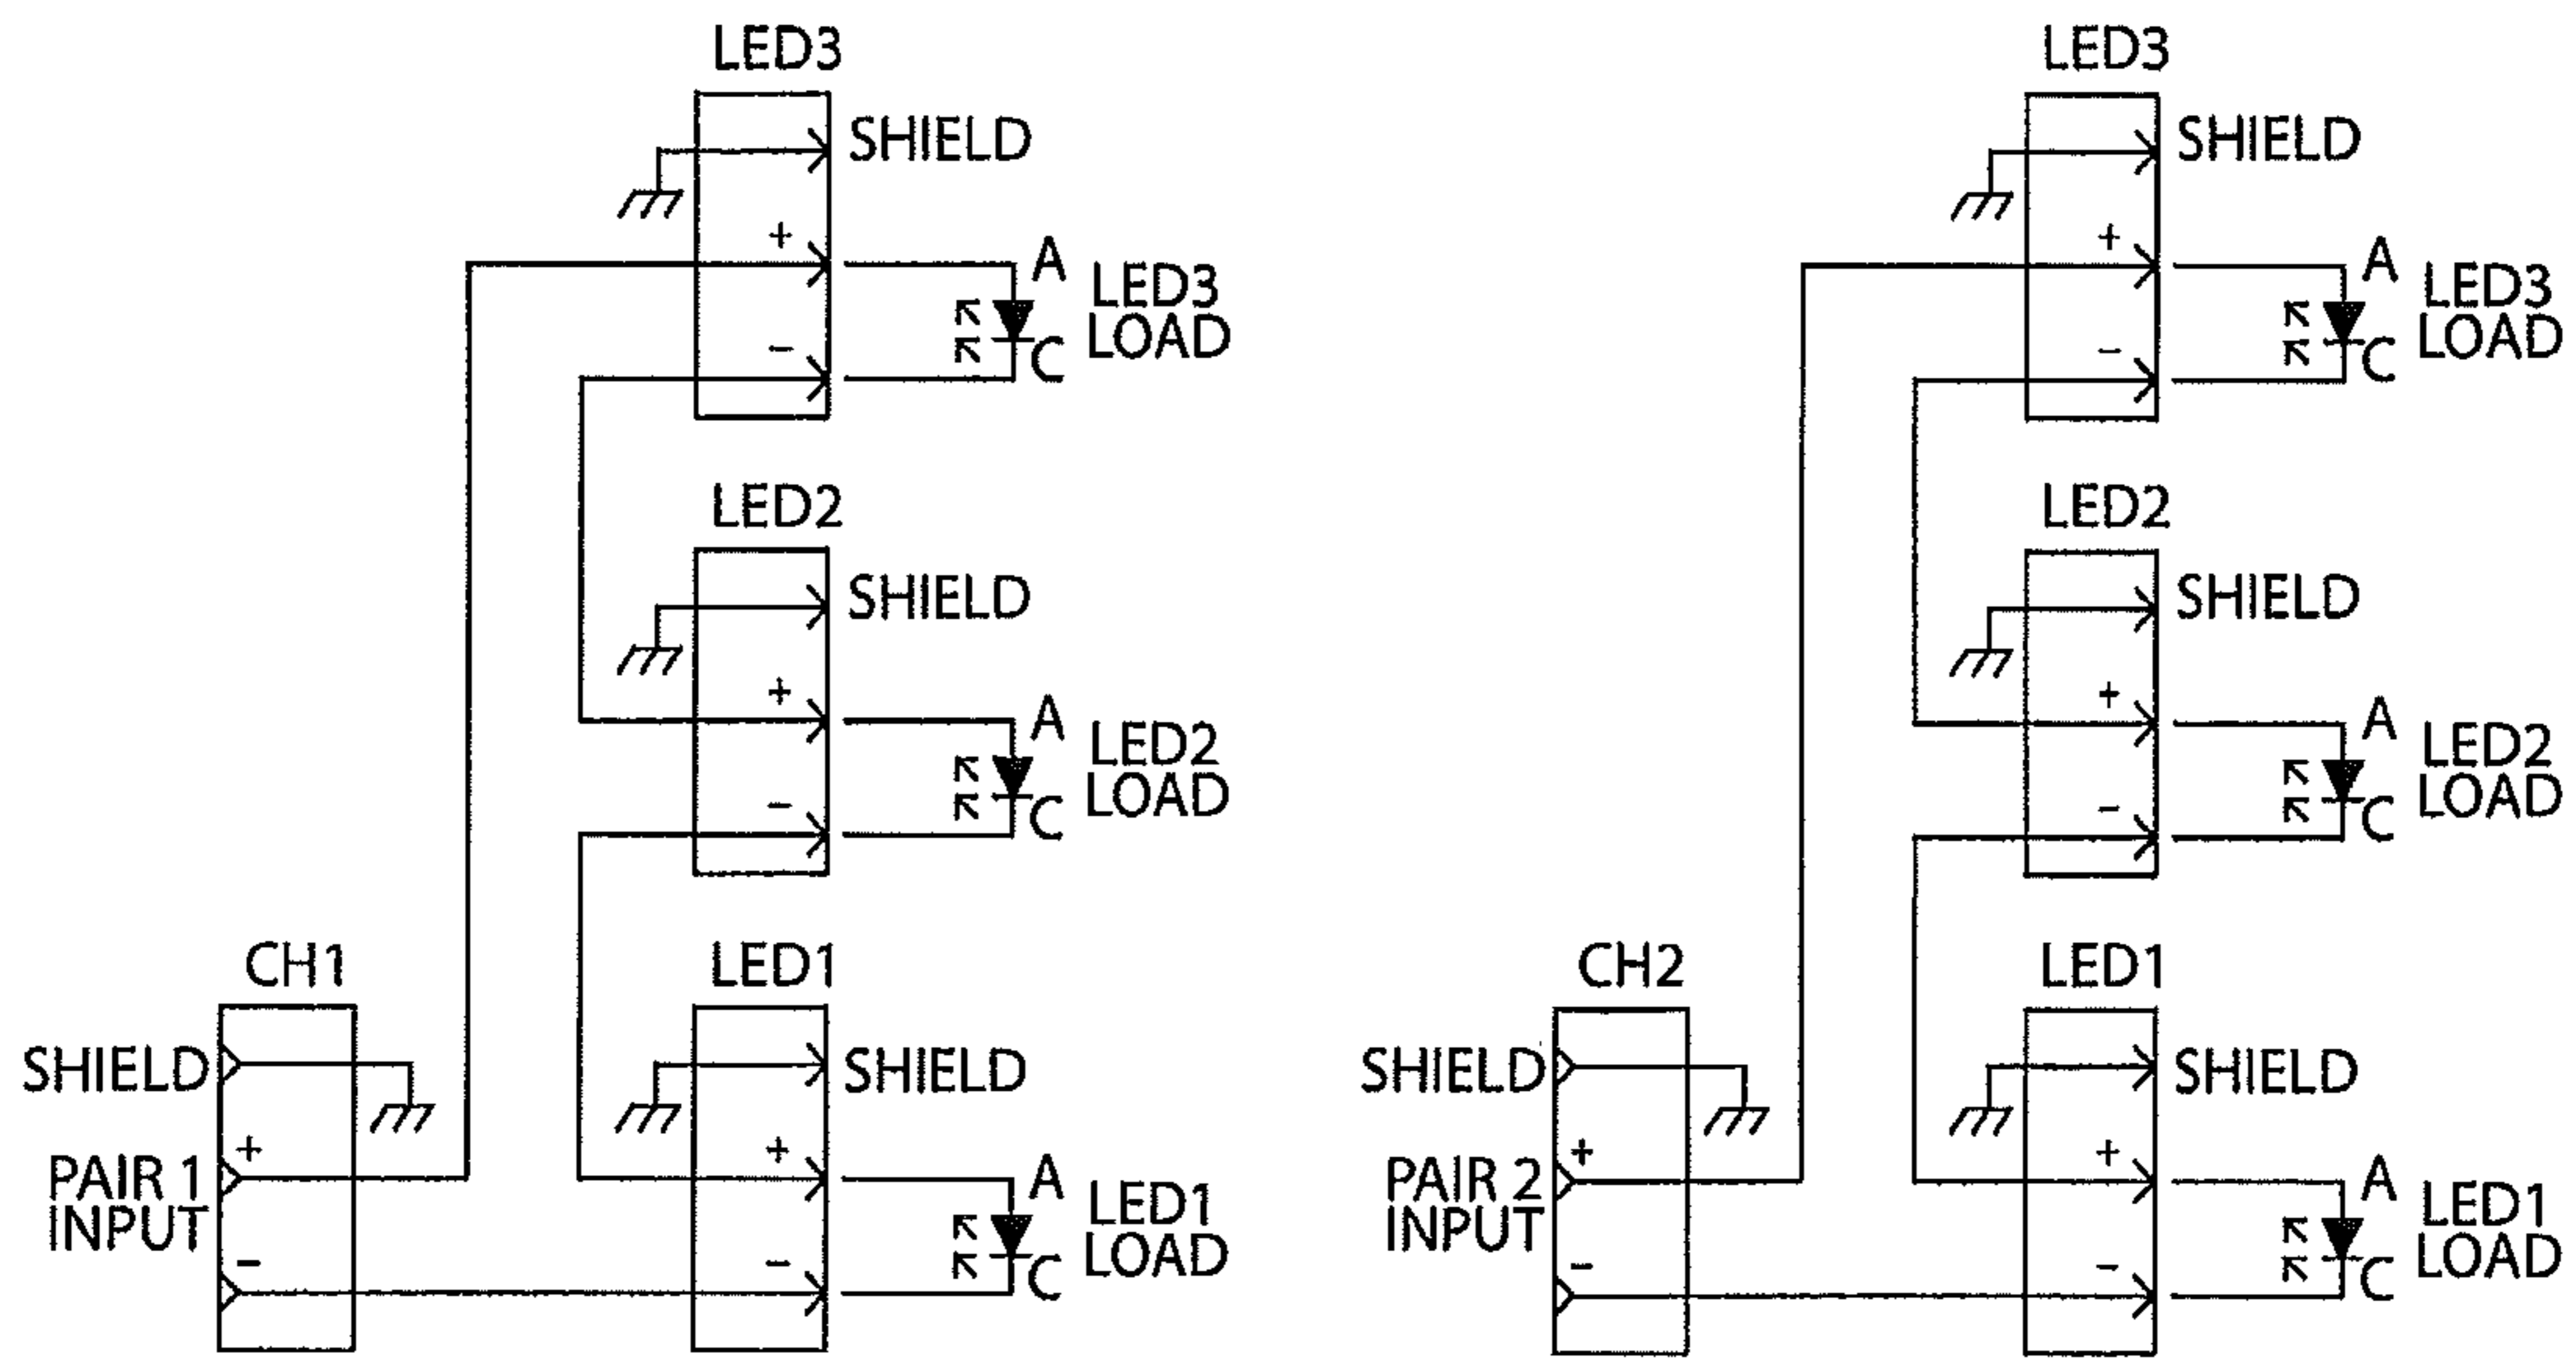 LED3
SHIELD
+
A
LED3
LOAD
-
C
LED2
SHIELD
+
A
LED2
LOAD
-
C
CH1
SHIELD
+
PAIR 1
INPUT
-
LED1
SHIELD
+
A
LED1
LOAD
-
C
LED3
SHIELD
+
A
LED3
LOAD
-
C
LED2
SHIELD
+
A
LED2
LOAD
-
C
CH2
SHIELD
+
PAIR 2
INPUT
-
LED1
SHIELD
+
A
LED1
LOAD
-
C